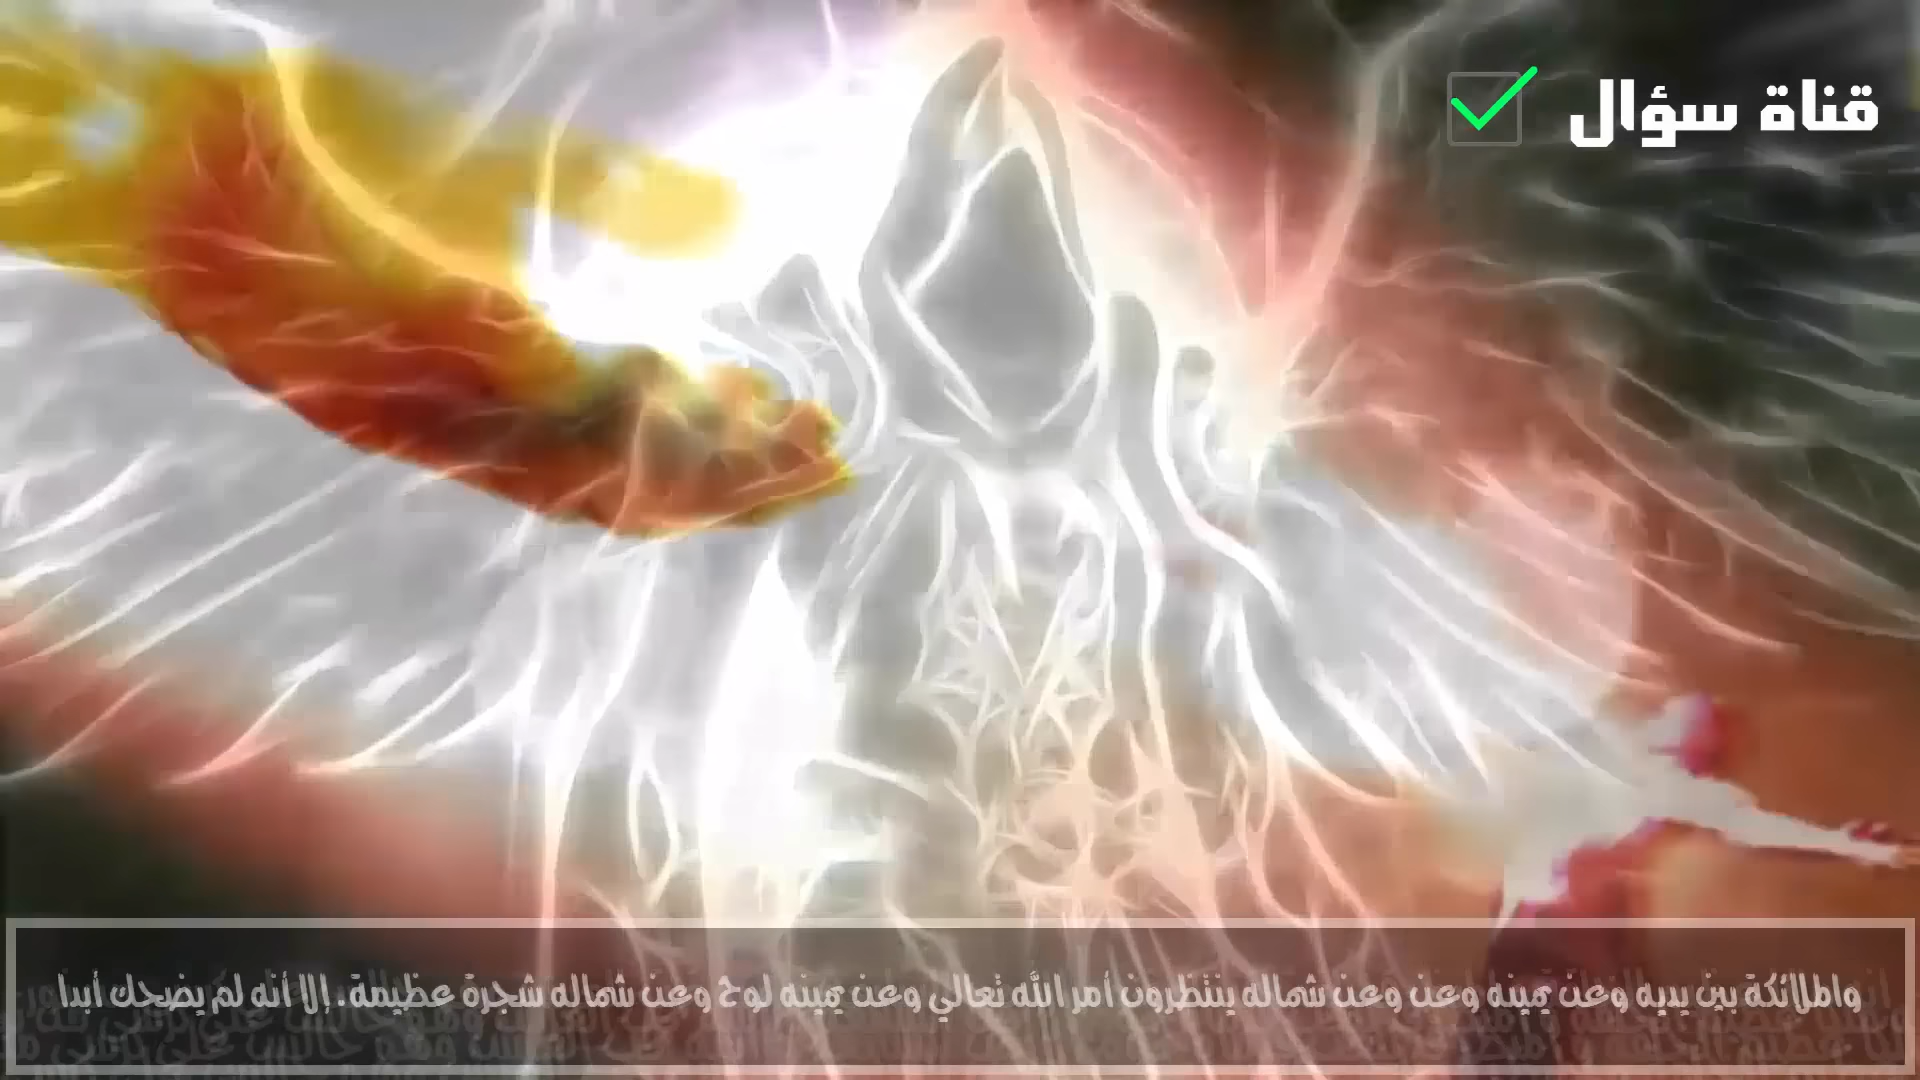 قناة سؤال
والملائكة بين يديه وعن يمينه وعن وعن شماله ينتظرون أمر الله تعالي وعن يمينه لوح وعن شماله شجرة عظيمة. إلا أنه لم يضحك أبدا